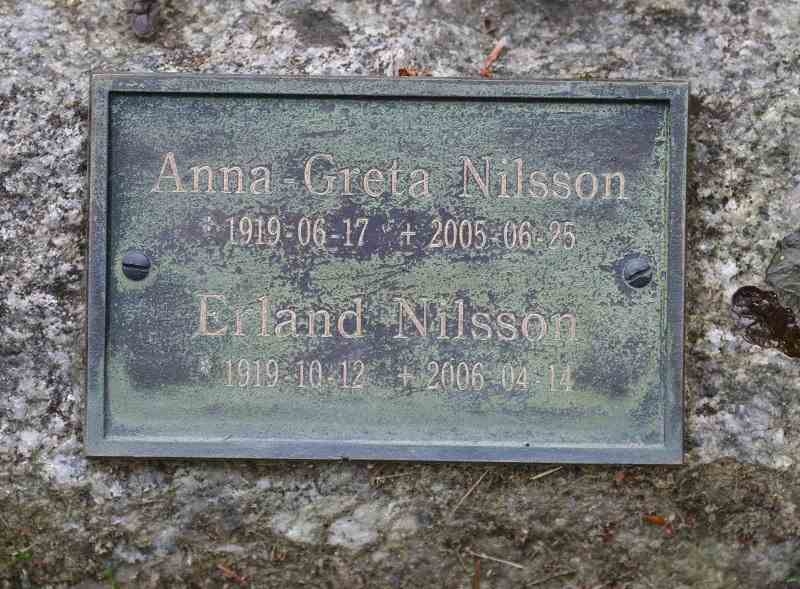 Anna-Greta Nilsson
* 1919-06-17 + 2005-06-25
Erland Nilsson
* 1919-10-12 + 2006-04-14